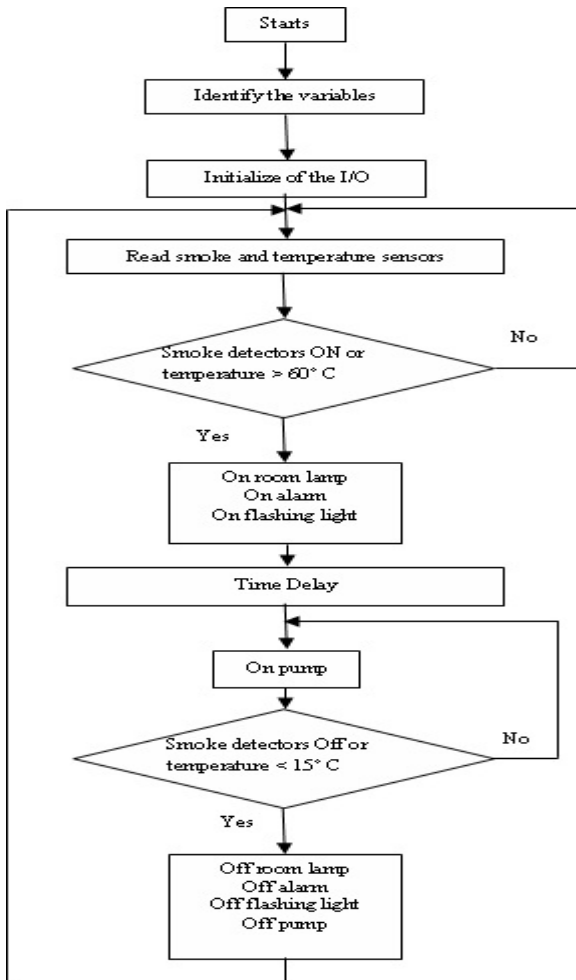 Starts
Identify the variables
Initialize of the I/O
Read smoke and temperature sensors
Smoke detectors ON or
temperature > 60° C
No
Yes
On room lamp
On alarm
On flashing light
Time Delay
On pump
Smoke detectors Off or
temperature < 15° C
No
Yes
Off room lamp
Off alarm
Off flashing light
Off pump